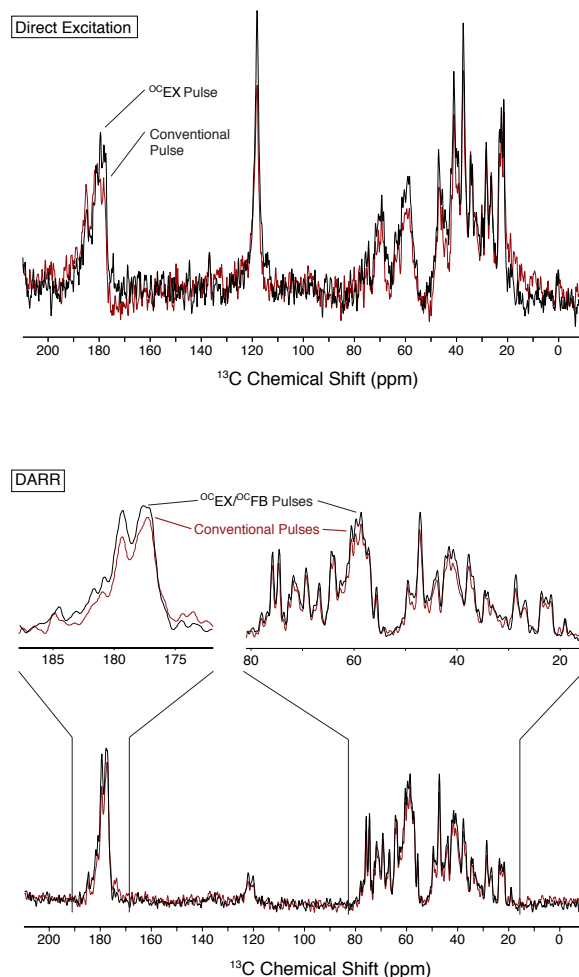 Direct Excitation
OCEX Pulse
Conventional
Pulse
200 180 160 140 120 100 80 60 40 20 0
13C Chemical Shift (ppm)
DARR
OCEX/OCFB Pulses
Conventional Pulses
185 180 175 80 60 40 20
200 180 160 140 120 100 80 60 40 20 0
13C Chemical Shift (ppm)